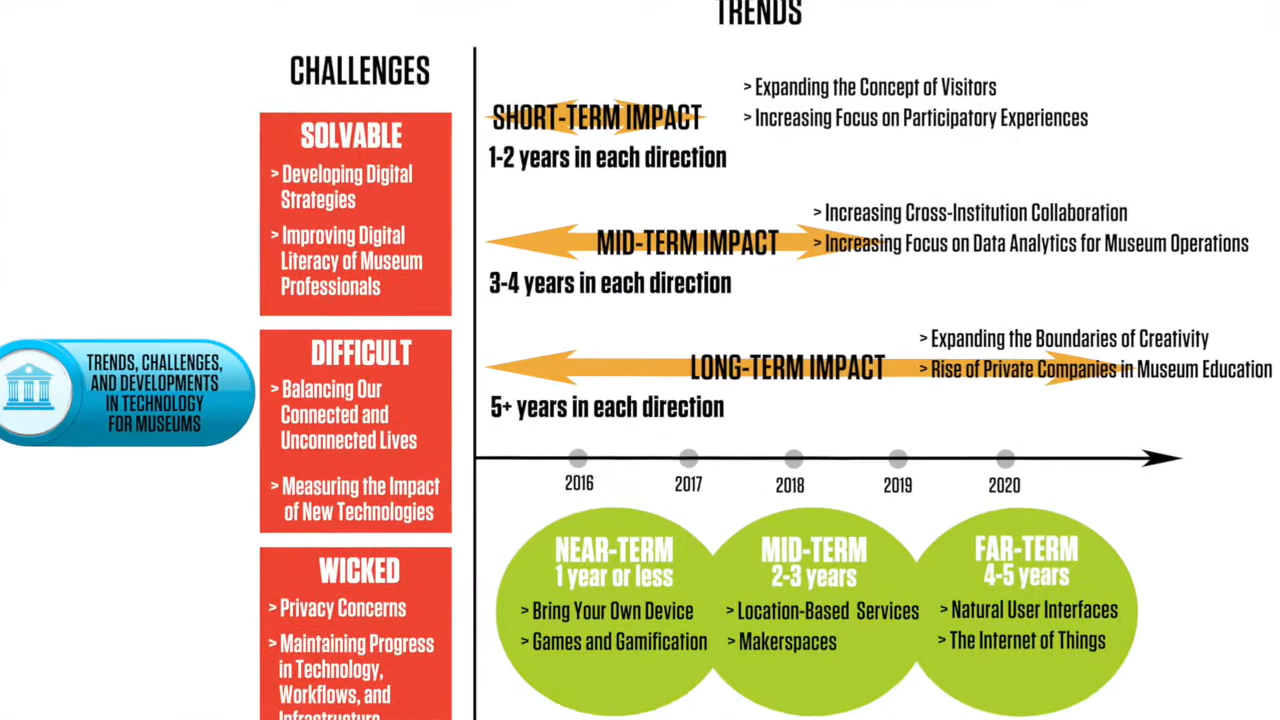 TRENDS
CHALLENGES
SOLVABLE
> Developing Digital
Strategies
> Improving Digital
Literacy of Museum
Professionals
DIFFICULT
> Balancing Our
Connected and
Unconnected Lives
> Measuring the Impact
of New Technologies
WICKED
> Privacy Concerns
> Maintaining Progress
in Technology,
Workflows, and
Infrastructure
TRENDS, CHALLENGES,
AND DEVELOPMENTS
IN TECHNOLOGY
FOR MUSEUMS
SHORT-TERM IMPACT
1-2 years in each direction
> Expanding the Concept of Visitors
> Increasing Focus on Participatory Experiences
MID-TERM IMPACT
3-4 years in each direction
> Increasing Cross-Institution Collaboration
> Increasing Focus on Data Analytics for Museum Operations
LONG-TERM IMPACT
5+ years in each direction
> Expanding the Boundaries of Creativity
> Rise of Private Companies in Museum Education
2016
2017
2018
2019
2020
NEAR-TERM
1 year or less
> Bring Your Own Device
> Games and Gamification
MID-TERM
2-3 years
> Location-Based Services
> Makerspaces
FAR-TERM
4-5 years
> Natural User Interfaces
> The Internet of Things